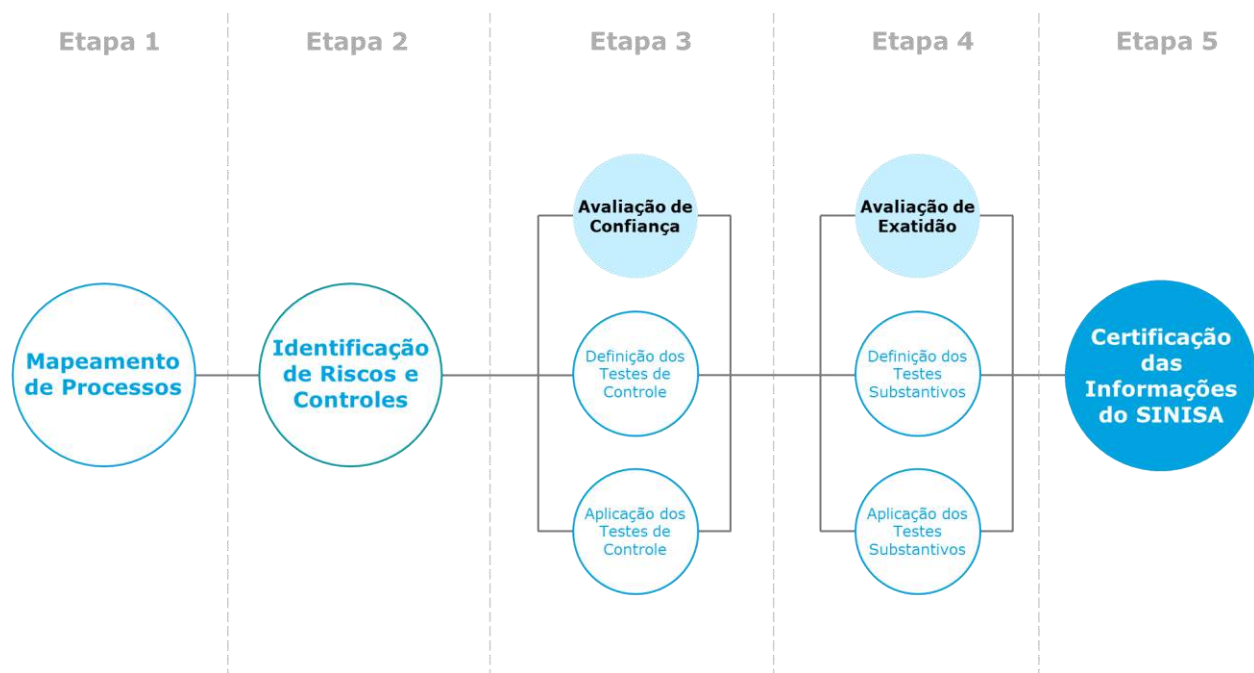 Etapa 1
Etapa 2
Etapa 3
Etapa 4
Etapa 5
Mapeamento
de Processos
Identificação
de Riscos e
Controles
Avaliação de
Confiança
Definição dos
Testes de
Controle
Aplicação dos
Testes de
Controle
Avaliação de
Exatidão
Definição dos
Testes
Substantivos
Aplicação dos
Testes
Substantivos
Certificação
das
Informações
do SINISA